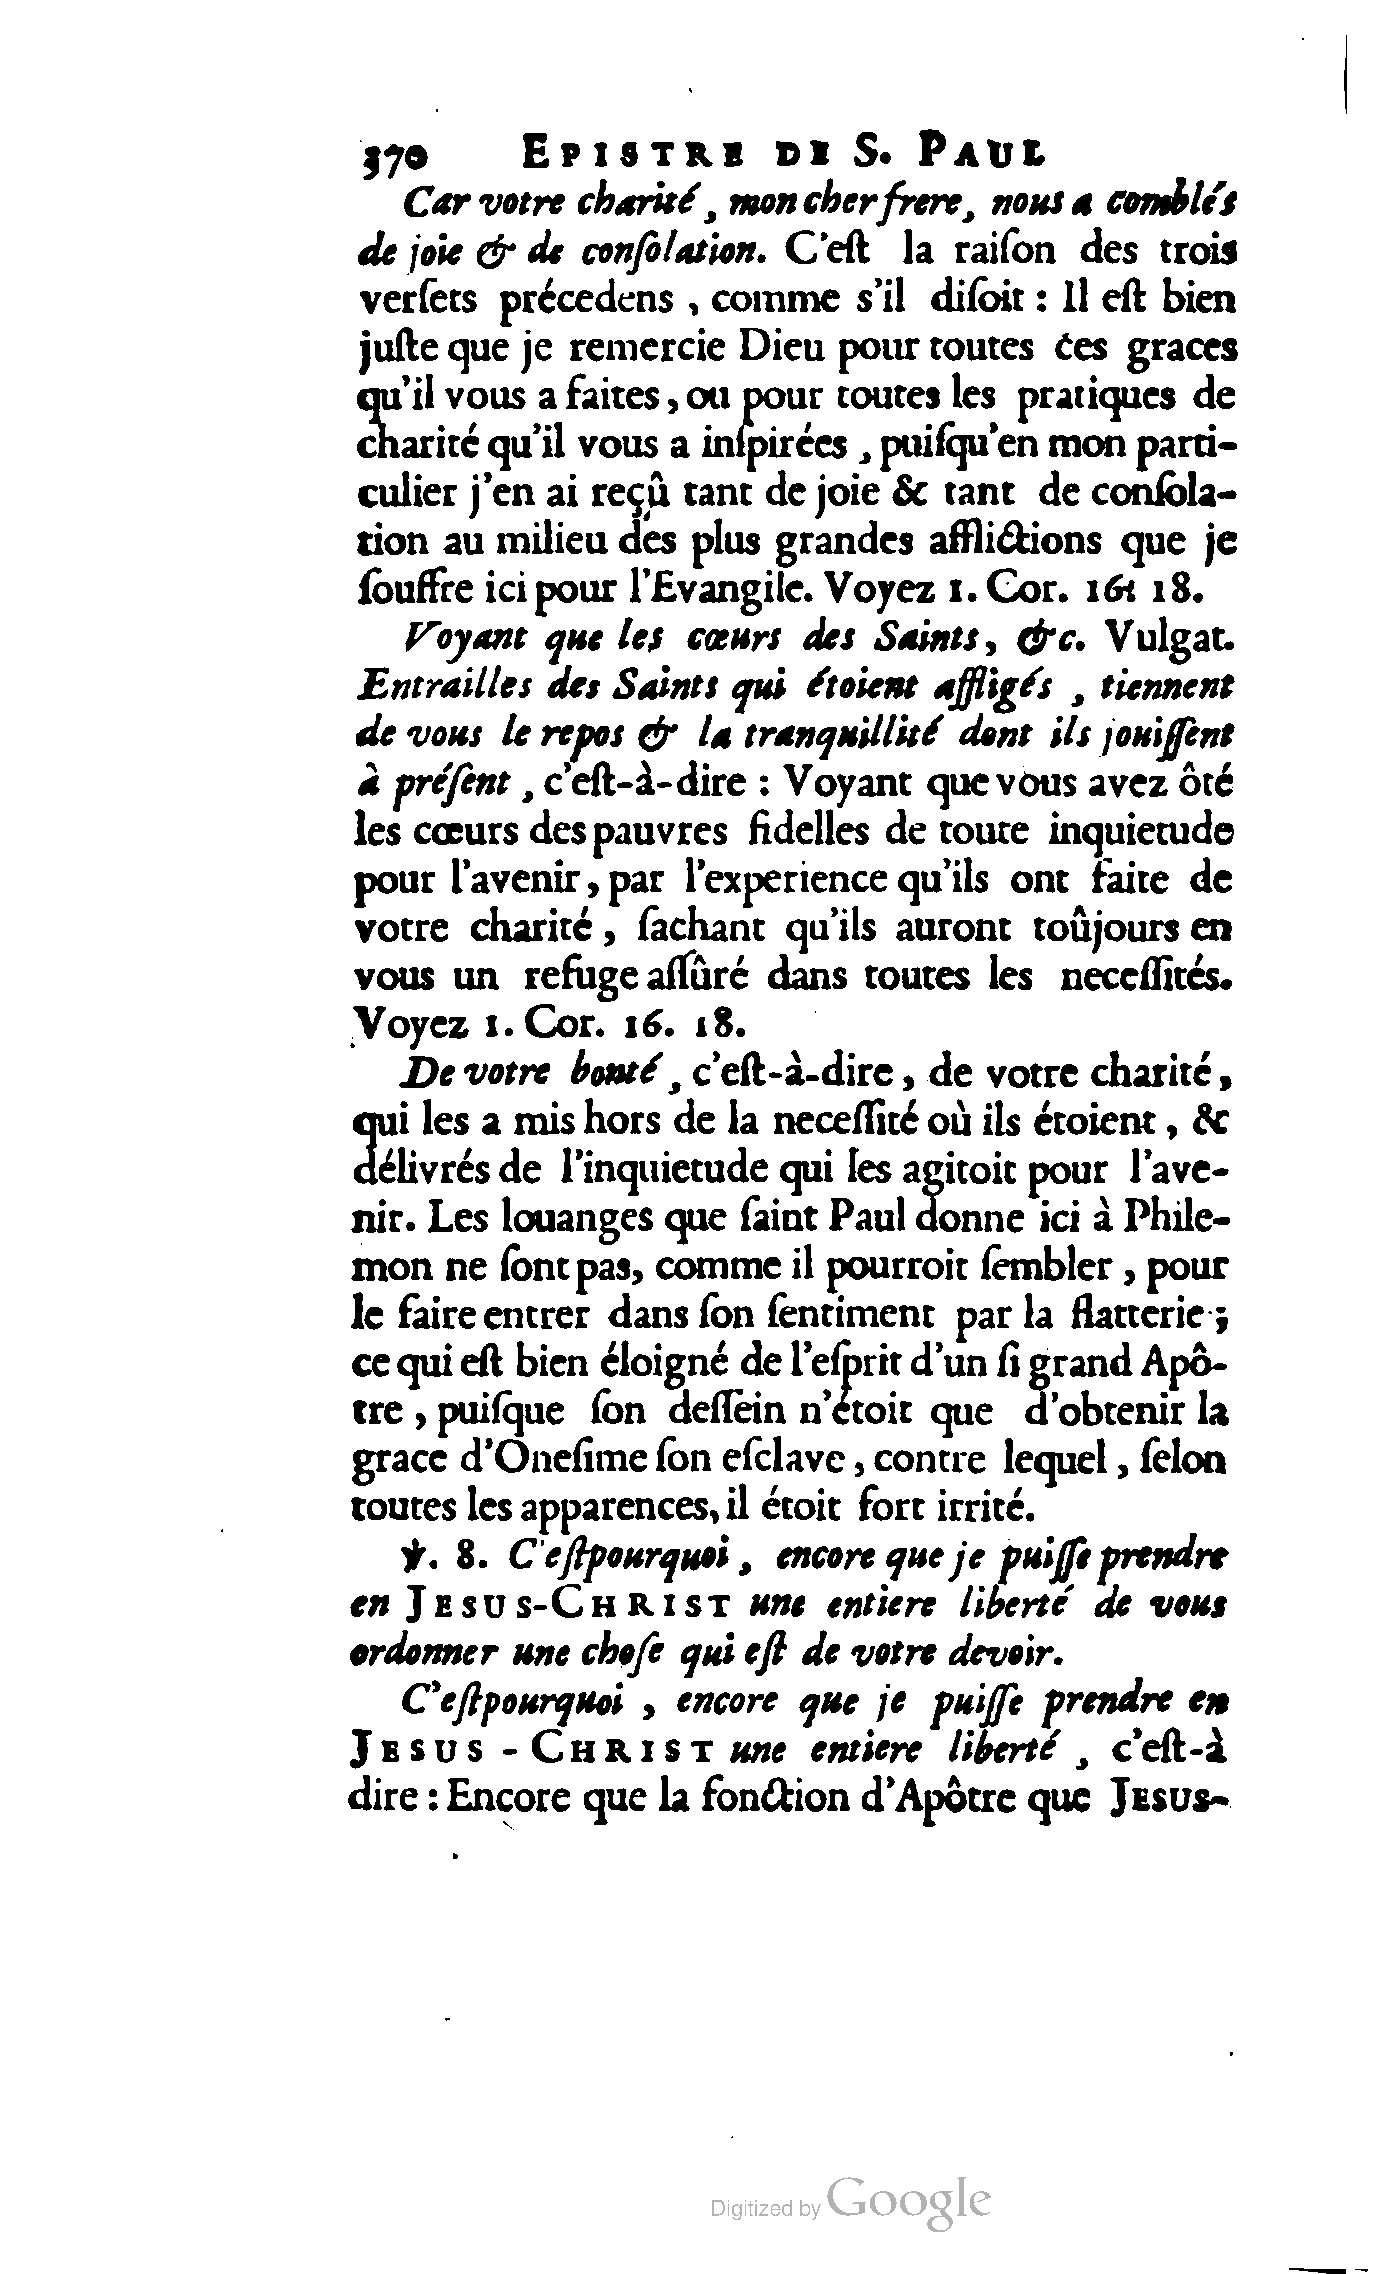 370 EPISTRE DE S. PAUL
Car votre charité, mon cher frere, nous a comblés
de joie & de conſolation. C'eſt la raiſon des trois
verſets précedens, comme s'il diſoit : Il eſt bien
juſte que je remercie Dieu pour toutes ces graces
qu'il vous a faites, ou pour toutes les pratiques de
charité qu'il vous a inſpirées, puiſqu'en mon parti-
culier j'en ai reçû tant de joie & tant de conſola-
tion au milieu des plus grandes afflictions que je
ſouffre ici pour l'Evangile. Voyez 1. Cor. 16. 18.
Voyant que les cœurs des Saints, &c. Vulgat.
Entrailles des Saints qui étoient affligés, tiennent
de vous le repos & la tranquillité dont ils jouiſſent
à préſent, c'eſt-à-dire : Voyant que vous avez ôté
les cœurs des pauvres fidelles de toute inquietude
pour l'avenir, par l'experience qu'ils ont faite de
votre charité, ſachant qu'ils auront toûjours en
vous un refuge aſſûré dans toutes les neceſſités.
Voyez 1. Cor. 16. 18.
De votre bonté, c'eſt-à-dire, de votre charité,
qui les a mis hors de la neceſſité où ils étoient, &
délivrés de l'inquietude qui les agitoit pour l'ave-
nir. Les louanges que ſaint Paul donne ici à Phile-
mon ne ſont pas, comme il pourroit ſembler, pour
le faire entrer dans ſon ſentiment par la flatterie;
ce qui eſt bien éloigné de l'eſprit d'un ſi grand Apô-
tre, puiſque ſon deſſein n'étoit que d'obtenir la
grace d'Oneſime ſon eſclave, contre lequel, ſelon
toutes les apparences, il étoit fort irrité.
℣. 8. C'eſtpourquoi, encore que je puiſſe prendre
en JESUS-CHRIST une entiere liberté de vous
ordonner une choſe qui eſt de votre devoir.
C'eſtpourquoi, encore que je puiſſe prendre en
JESUS-CHRIST une entiere liberté, c'eſt-à
dire : Encore que la fonction d'Apôtre que JESUS-
Digitized by Google